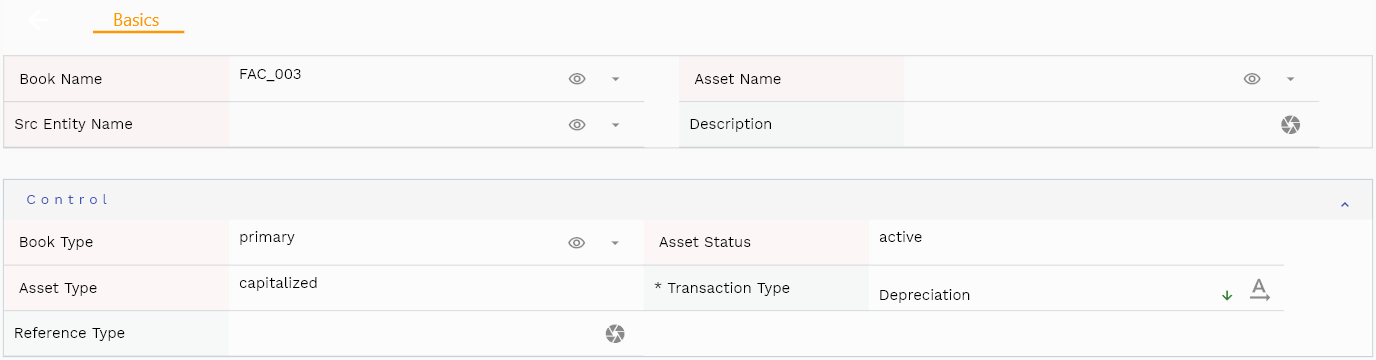 Basics
Book Name FAC_003 Asset Name
Src Entity Name Description
Control
Book Type primary Asset Status active
Asset Type capitalized * Transaction Type Depreciation
Reference Type